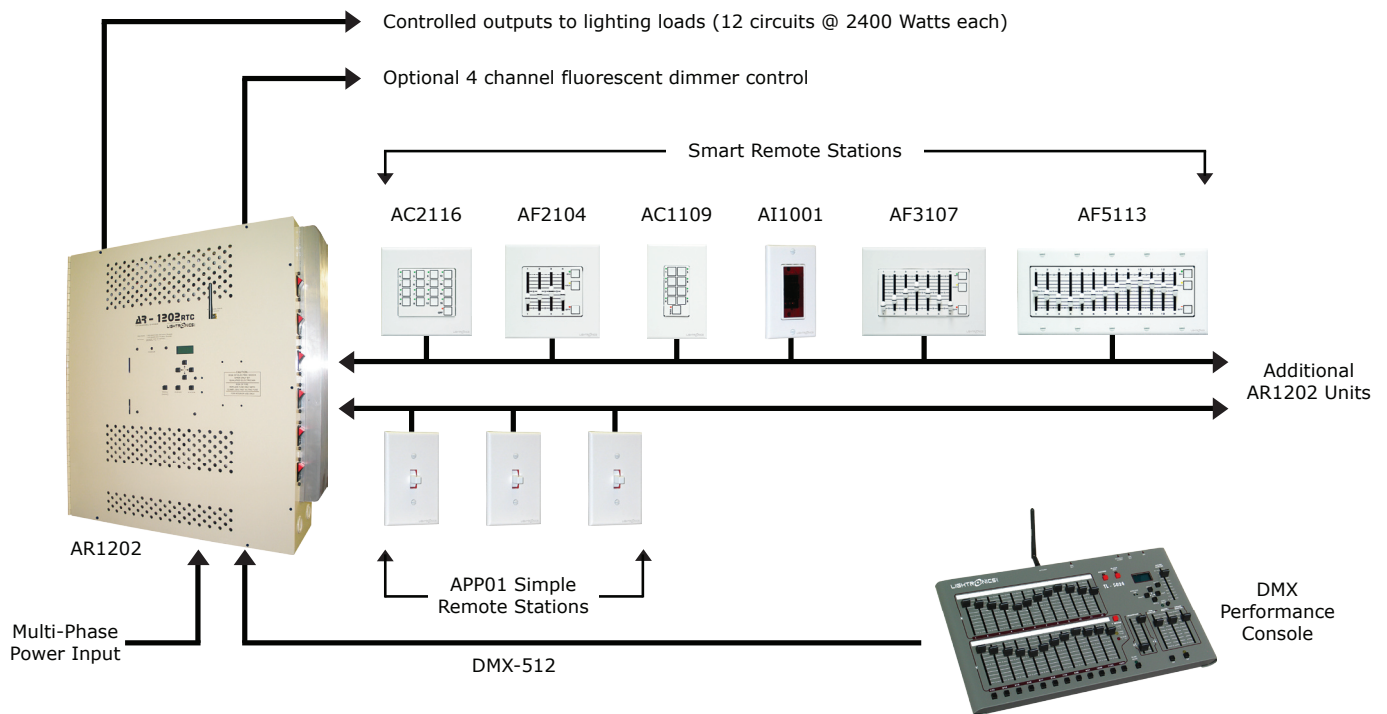 Controlled outputs to lighting loads (12 circuits @ 2400 Watts each)
Optional 4 channel fluorescent dimmer control
Smart Remote Stations
AC2116
AF2104
AC1109
AI1001
AF3107
AF5113
AR-1202RTC
LIGHTRONICS
Additional
AR1202 Units
AR1202
APP01 Simple
Remote Stations
LIGHTRONICS
DMX
Performance
Console
Multi-Phase
Power Input
DMX-512